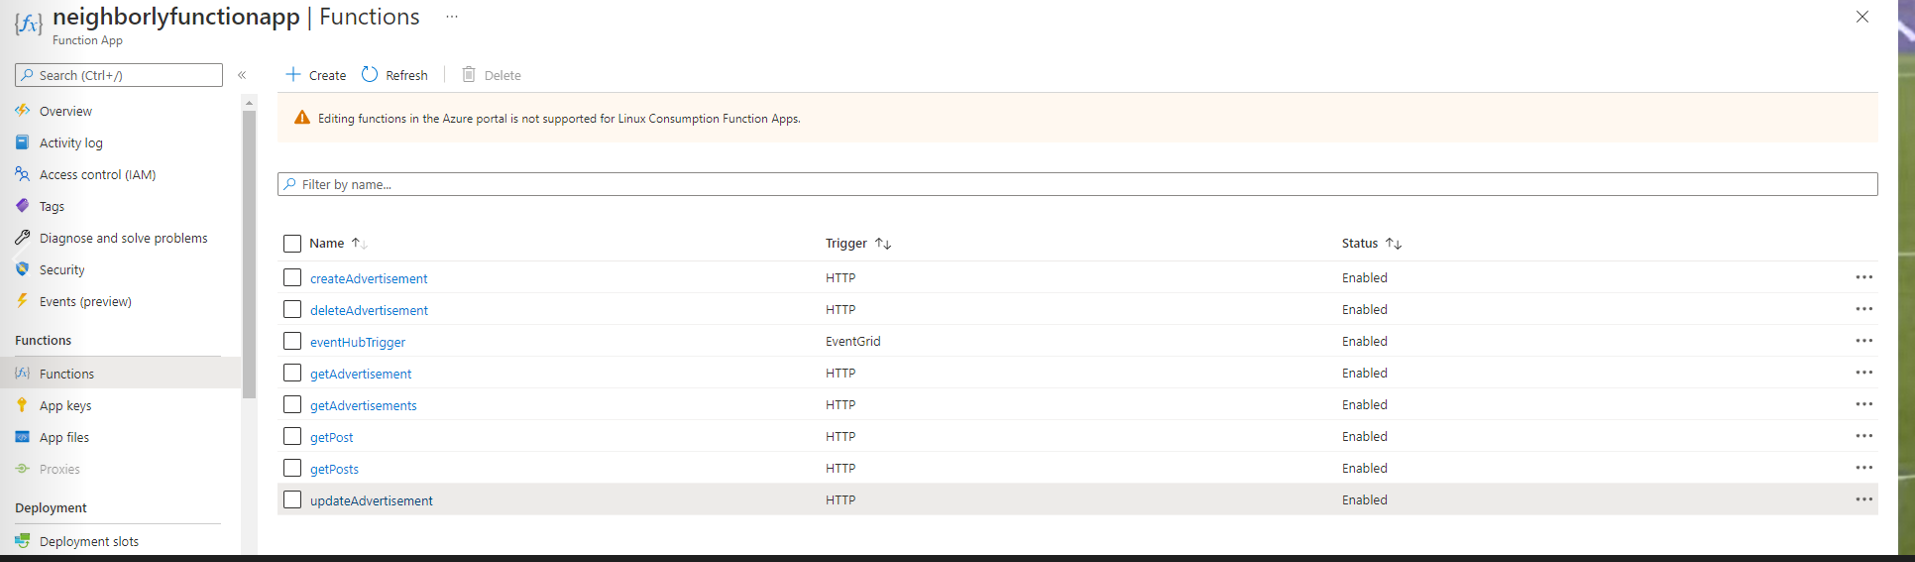 neighborlyfunctionapp | Functions ...
Function App
Search (Ctrl+/)
«
Overview
Activity log
Access control (IAM)
Tags
Diagnose and solve problems
Security
Events (preview)
Functions
Functions
App keys
App files
Proxies
Deployment
Deployment slots
Create Refresh Delete
Editing functions in the Azure portal is not supported for Linux Consumption Function Apps.
Filter by name...
Name Trigger Status
createAdvertisement HTTP Enabled ...
deleteAdvertisement HTTP Enabled ...
eventHubTrigger EventGrid Enabled ...
getAdvertisement HTTP Enabled ...
getAdvertisements HTTP Enabled ...
getPost HTTP Enabled ...
getPosts HTTP Enabled ...
updateAdvertisement HTTP Enabled ...